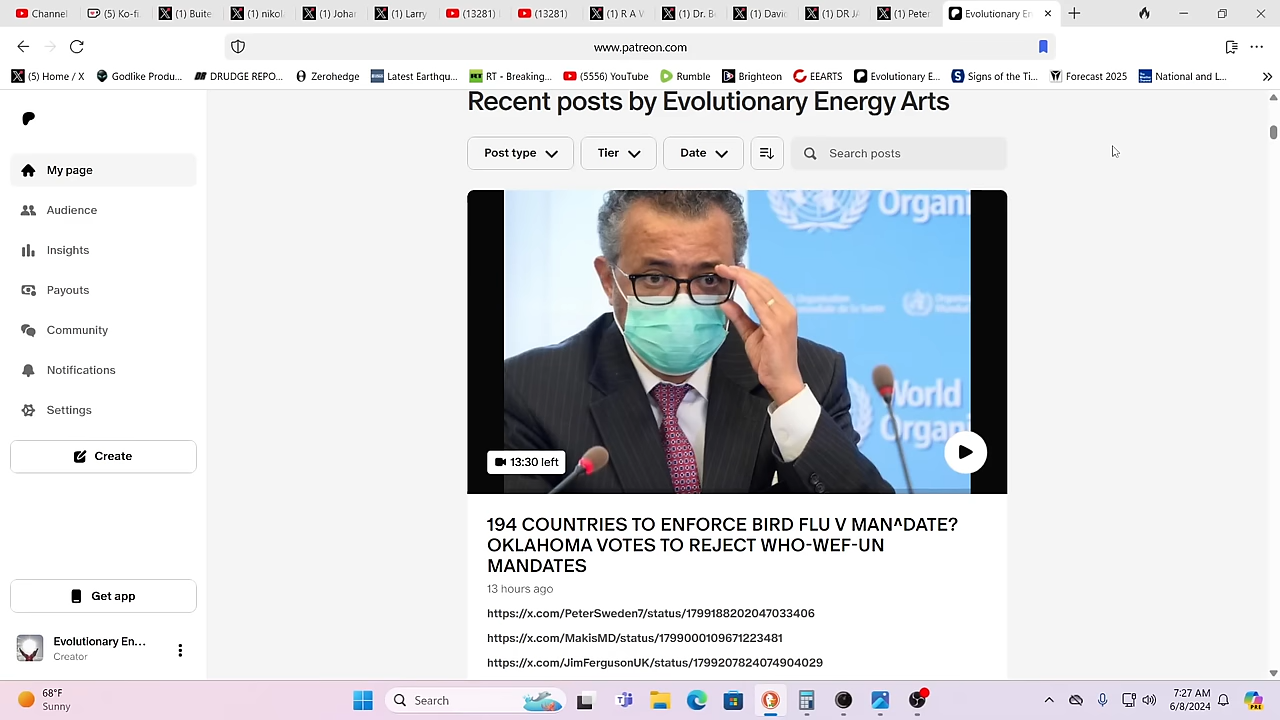 Channel
(5) Ko-fi
(1) Buite
(1) nikol
(1) Johar
(1) Larry
(13281)
(13281)
(1) R A V
(1) Dr. B
(1) David
(1) DR JA
(1) Peter
Evolutionary En
www.patreon.com
(5) Home / X
Godlike Produ...
DRUDGE REPO...
Zerohedge
Latest Earthqu...
RT - Breaking...
(5556) YouTube
Rumble
Brighteon
EEARTS
Evolutionary E...
Signs of the Ti...
Forecast 2025
National and L...
Recent posts by Evolutionary Energy Arts
Post type
Tier
Date
Search posts
My page
Audience
Insights
Payouts
Community
Notifications
Settings
Create
Get app
Evolutionary En...
Creator
Organi
World
Organi
13:30 left
194 COUNTRIES TO ENFORCE BIRD FLU V MAN^DATE?
OKLAHOMA VOTES TO REJECT WHO-WEF-UN
MANDATES
13 hours ago
https://x.com/PeterSweden7/status/1799188202047033406
https://x.com/MakisMD/status/1799000109671223481
https://x.com/JimFergusonUK/status/1799207824074904029
68°F
Sunny
Search
7:27 AM
6/8/2024
PRE